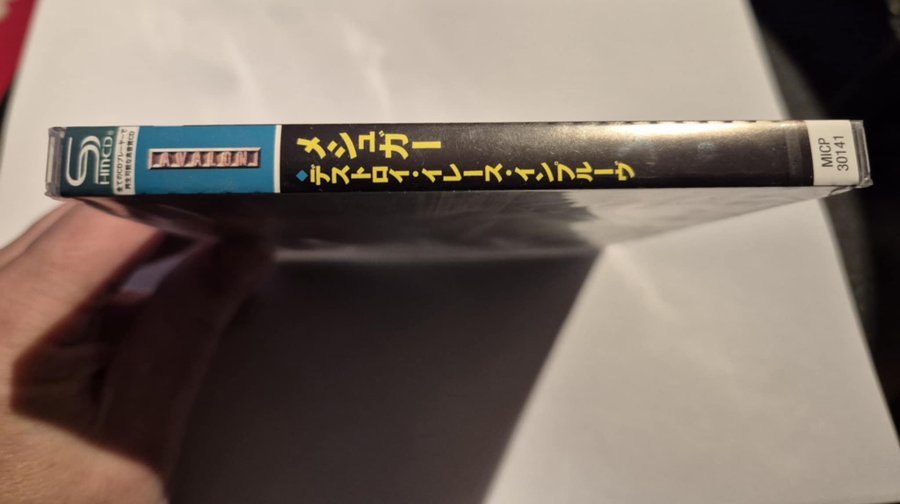 SHMCD
全てのCDプレーヤーで
再生可能な高音質CD
AVALON
メシュガー
◆デストロイ・イレース・インプルーヴ
MICP
30141